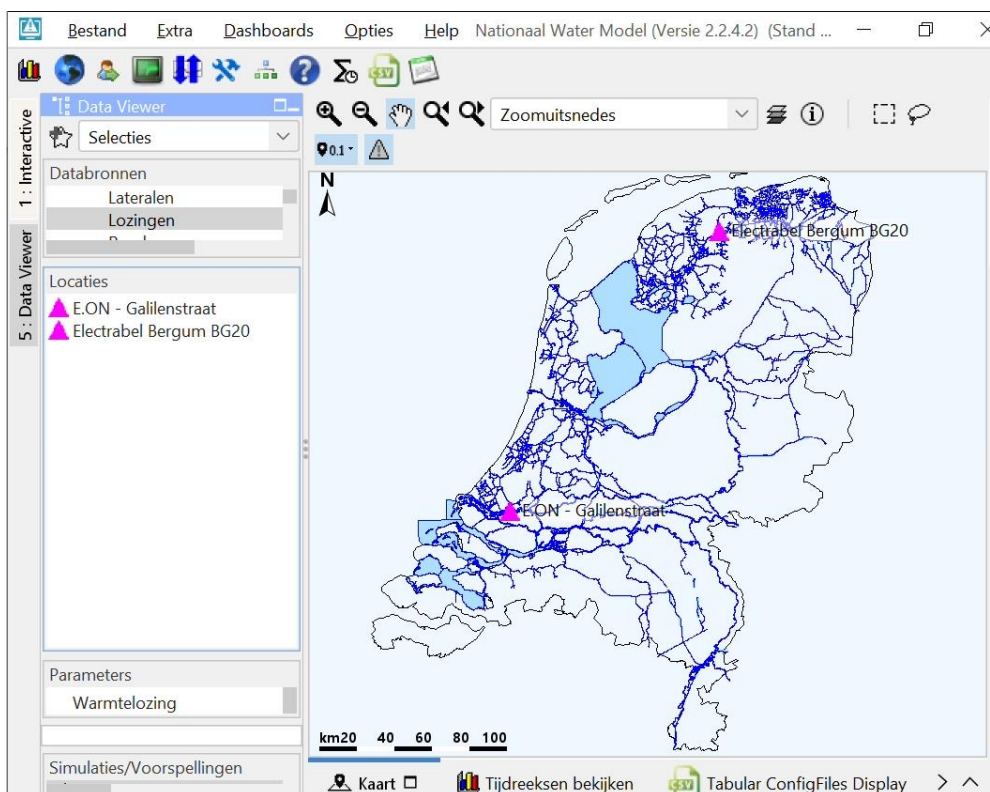 Bestand Extra Dashboards Opties Help Nationaal Water Model (Versie 2.2.4.2) (Stand ...
CSV
1 : Interactive
5 : Data Viewer
Data Viewer
Selecties
Databronnen
Lateralen
Lozingen
Locaties
E.ON - Galilenstraat
Electrabel Bergum BG20
Parameters
Warmtelozing
Simulaties/Voorspellingen
Zoomuitsnedes
0.1
N
Electrabel Bergum BG20
E.ON - Galilenstraat
km20 40 60 80 100
Kaart
Tijdreeksen bekijken
CSV
Tabular ConfigFiles Display